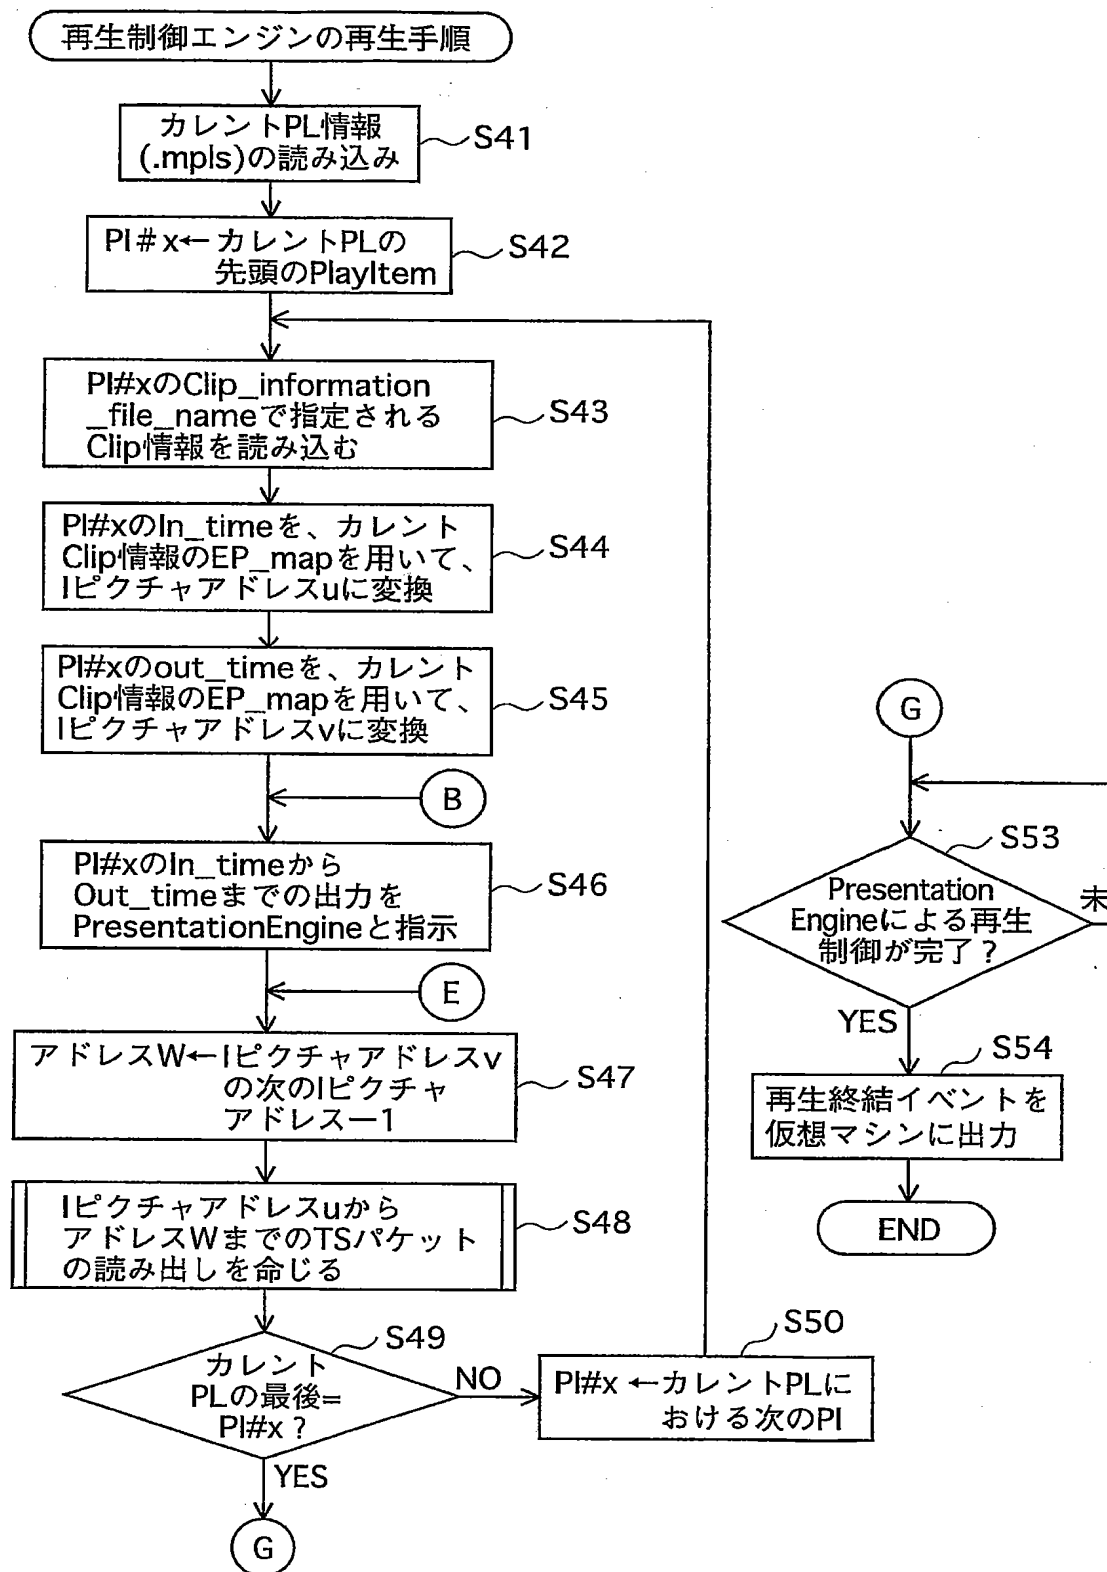 再生制御エンジンの再生手順
カレントPL情報
(.mpls)の読み込み
S41
PI#x←カレントPLの
先頭のPlayItem
S42
PI#xのClip_information
_file_nameで指定される
Clip情報を読み込む
S43
PI#xのIn_timeを、カレント
Clip情報のEP_mapを用いて、
Iピクチャアドレスuに変換
S44
PI#xのout_timeを、カレント
Clip情報のEP_mapを用いて、
Iピクチャアドレスvに変換
S45
B
PI#xのIn_timeから
Out_timeまでの出力を
PresentationEngineと指示
S46
E
アドレスW←Iピクチャアドレスv
の次のIピクチャ
アドレスー1
S47
Iピクチャアドレスuから
アドレスWまでのTSパケット
の読み出しを命じる
S48
カレント
PLの最後=
PI#x？
S49
NO
YES
G
PI#x ←カレントPLに
おける次のPI
S50
G
Presentation
Engineによる再生
制御が完了？
S53
未
YES
再生終結イベントを
仮想マシンに出力
S54
END